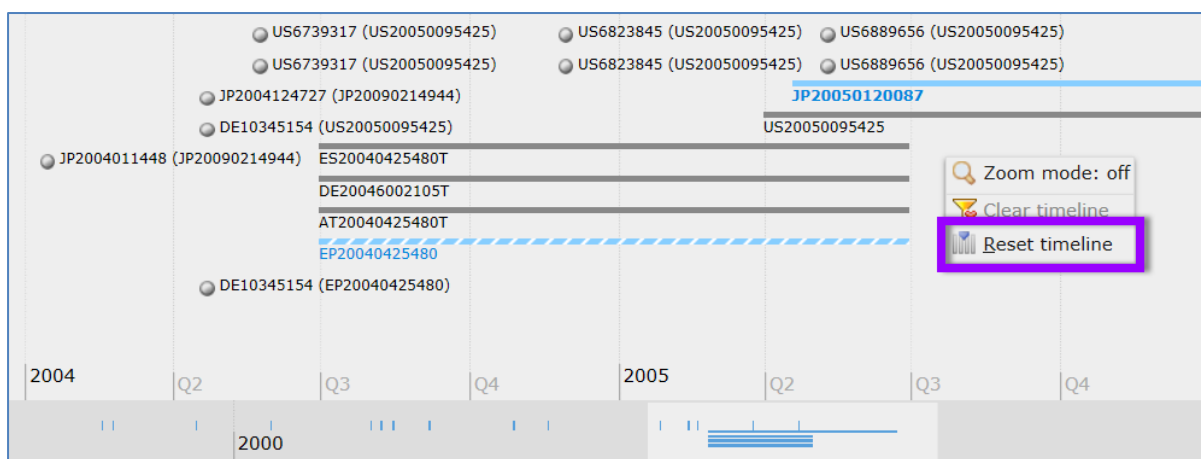 US6739317 (US20050095425) US6823845 (US20050095425) US6889656 (US20050095425)
US6739317 (US20050095425) US6823845 (US20050095425) US6889656 (US20050095425)
JP2004124727 (JP20090214944) JP20050120087
DE10345154 (US20050095425) US20050095425
JP2004011448 (JP20090214944) ES20040425480T
Zoom mode: off
DE20046002105T
Clear timeline
AT20040425480T
Reset timeline
EP20040425480
DE10345154 (EP20040425480)
2004 Q2 Q3 Q4 2005 Q2 Q3 Q4
2000